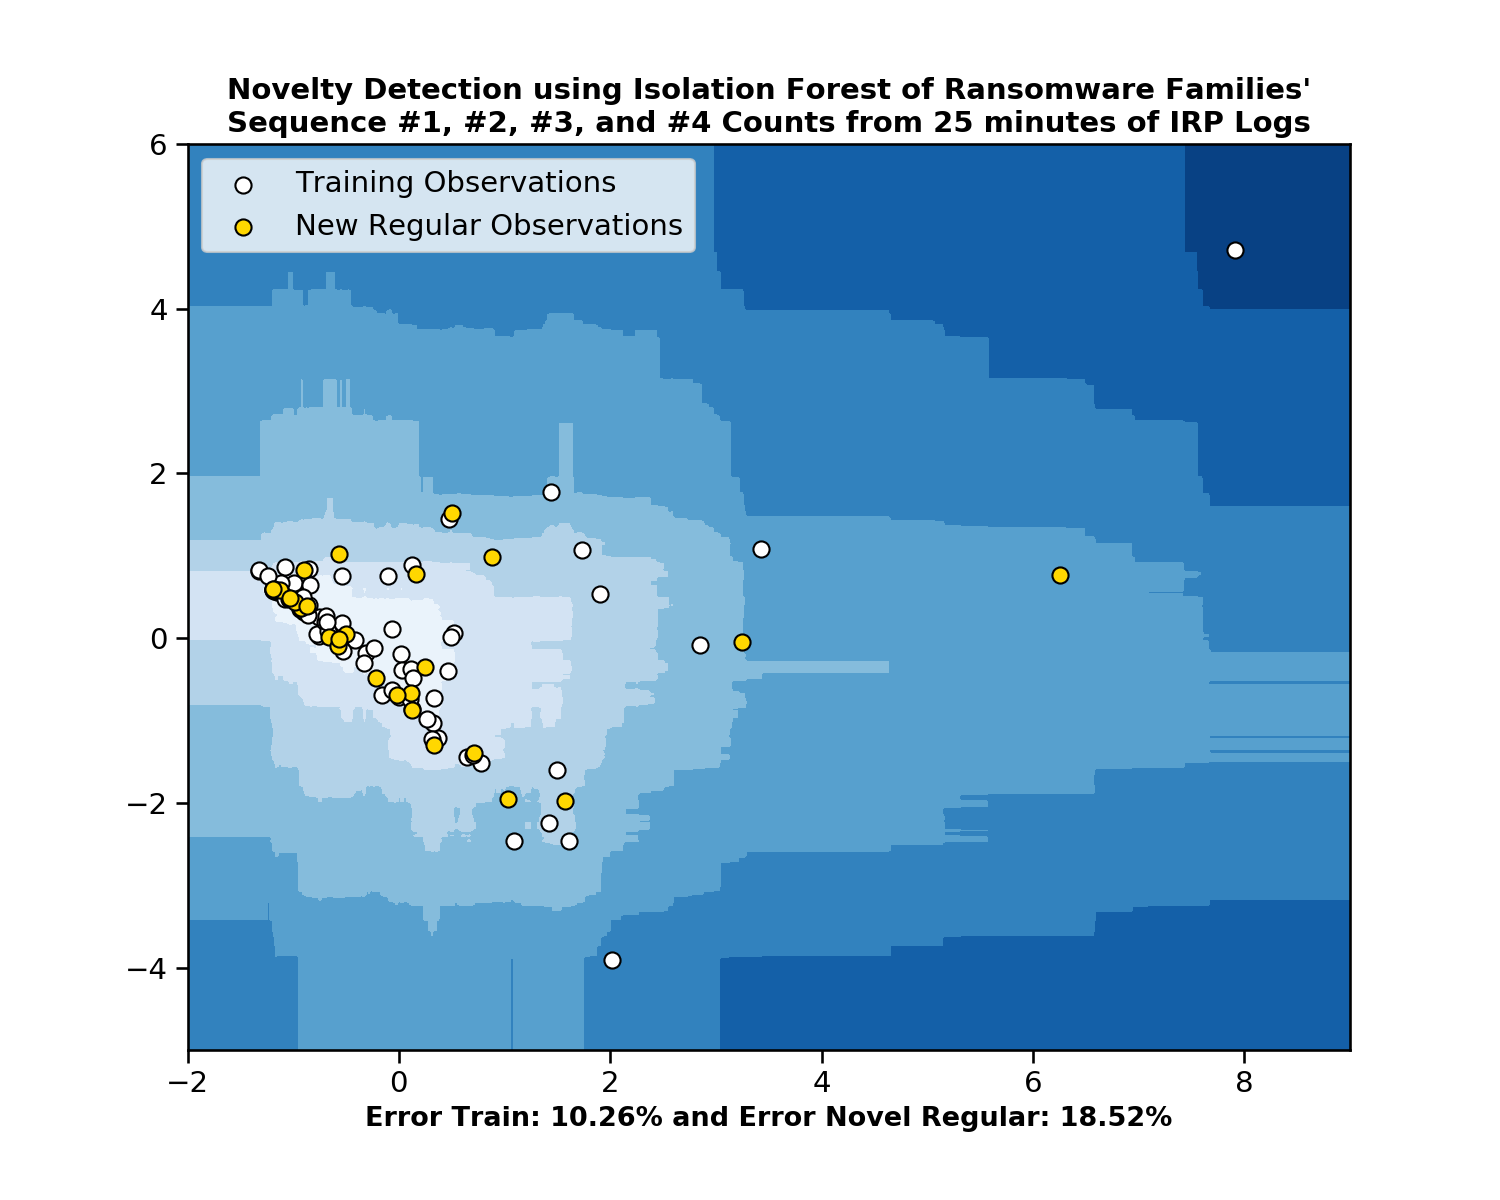 Novelty Detection using Isolation Forest of Ransomware Families'
Sequence #1, #2, #3, and #4 Counts from 25 minutes of IRP Logs
Training Observations
New Regular Observations
6
4
2
0
−2
−4
−2 0 2 4 6 8
Error Train: 10.26% and Error Novel Regular: 18.52%